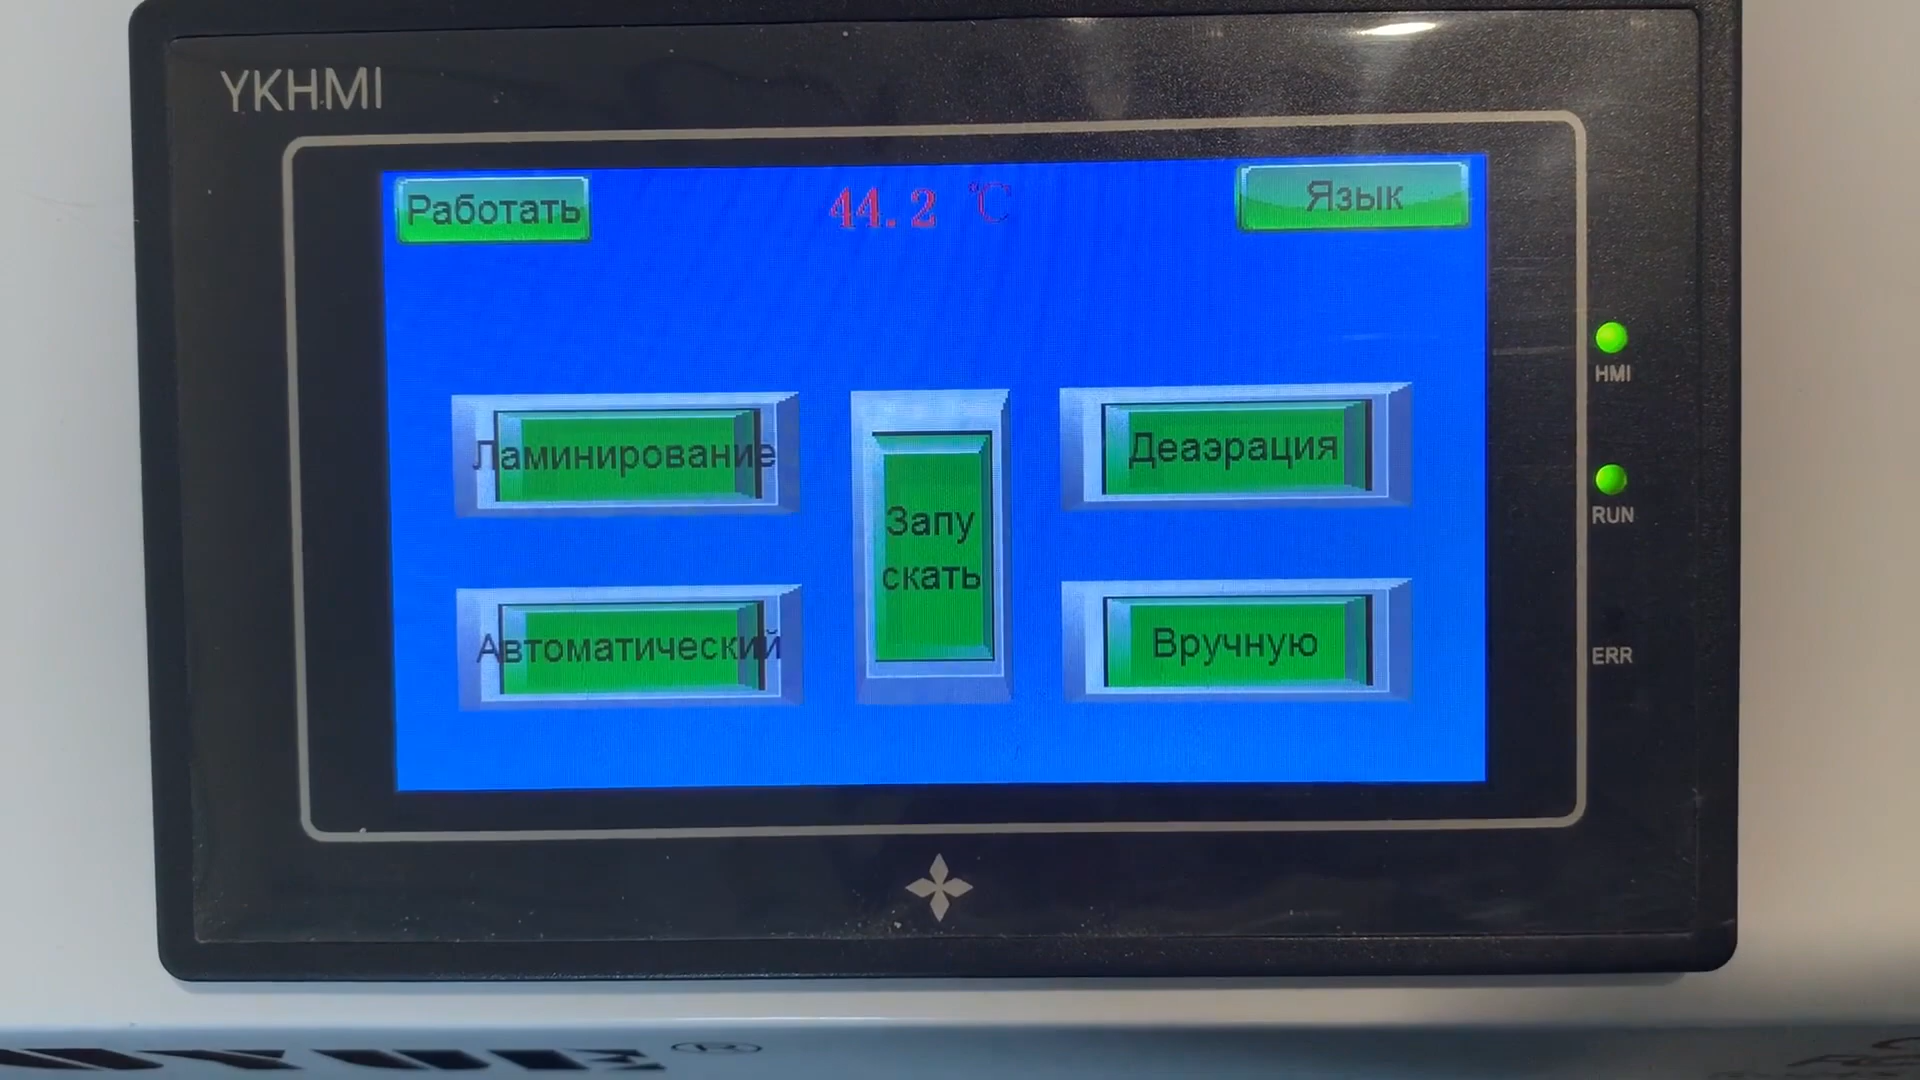 YKHMI
Работать
44.2 ℃
Язык
Ламинирование
Запу
скать
Деаэрация
Автоматический
Вручную
HMI
RUN
ERR
®